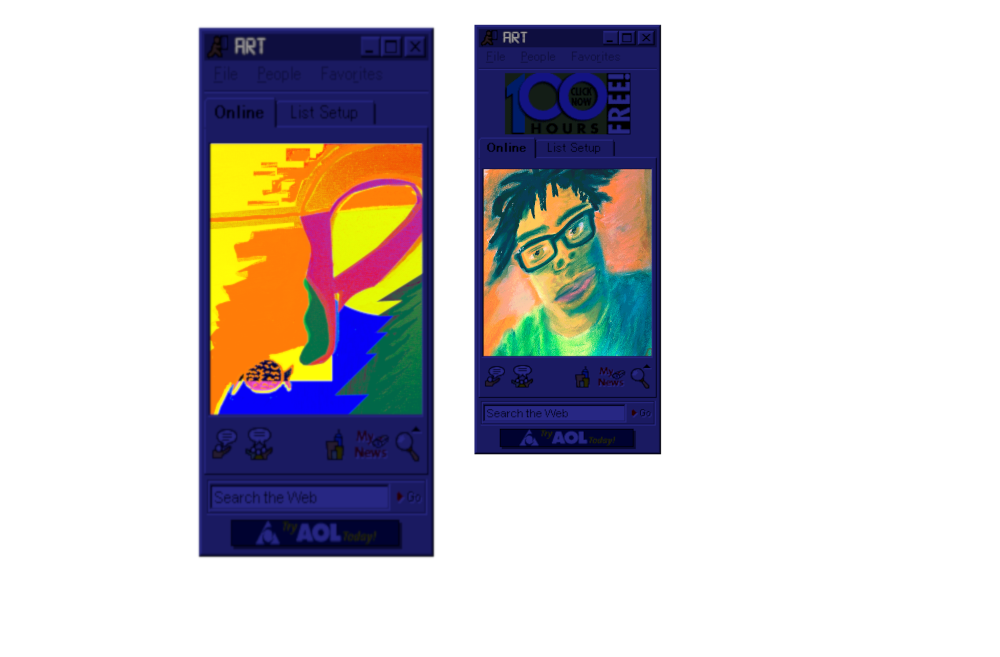 ART
File People Favorites
Online List Setup
My News
Search the Web Go
Try AOL Today!
ART
File People Favorites
100 HOURS FREE!
CLICK NOW
Online List Setup
My News
Search the Web Go
Try AOL Today!